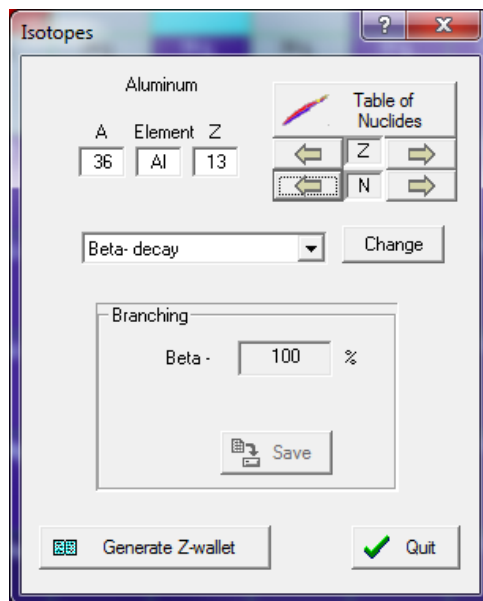 Isotopes
?
X
Aluminum
A Element Z
36 Al 13
Table of
Nuclides
Z
N
Beta- decay
Change
Branching
Beta - 100 %
Save
Generate Z-wallet
Quit